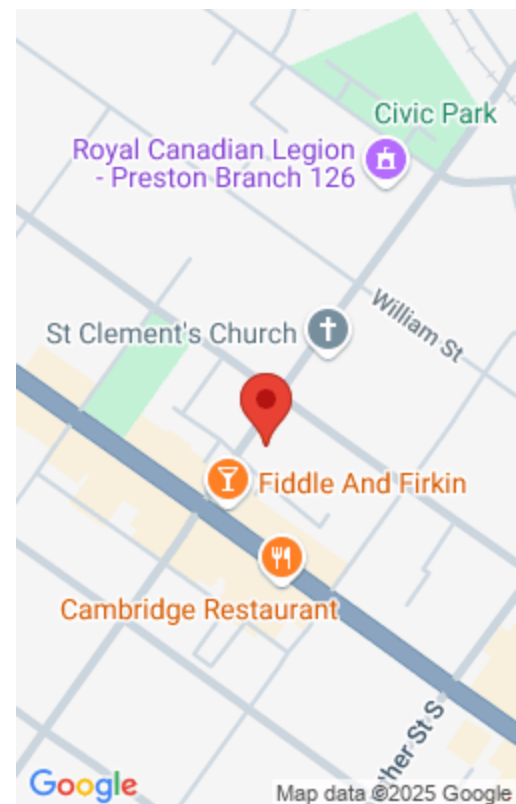 Civic Park
Royal Canadian Legion
- Preston Branch 126
William St
St Clement's Church
Fiddle And Firkin
Cambridge Restaurant
St S
Google
Map data ©2025 Google